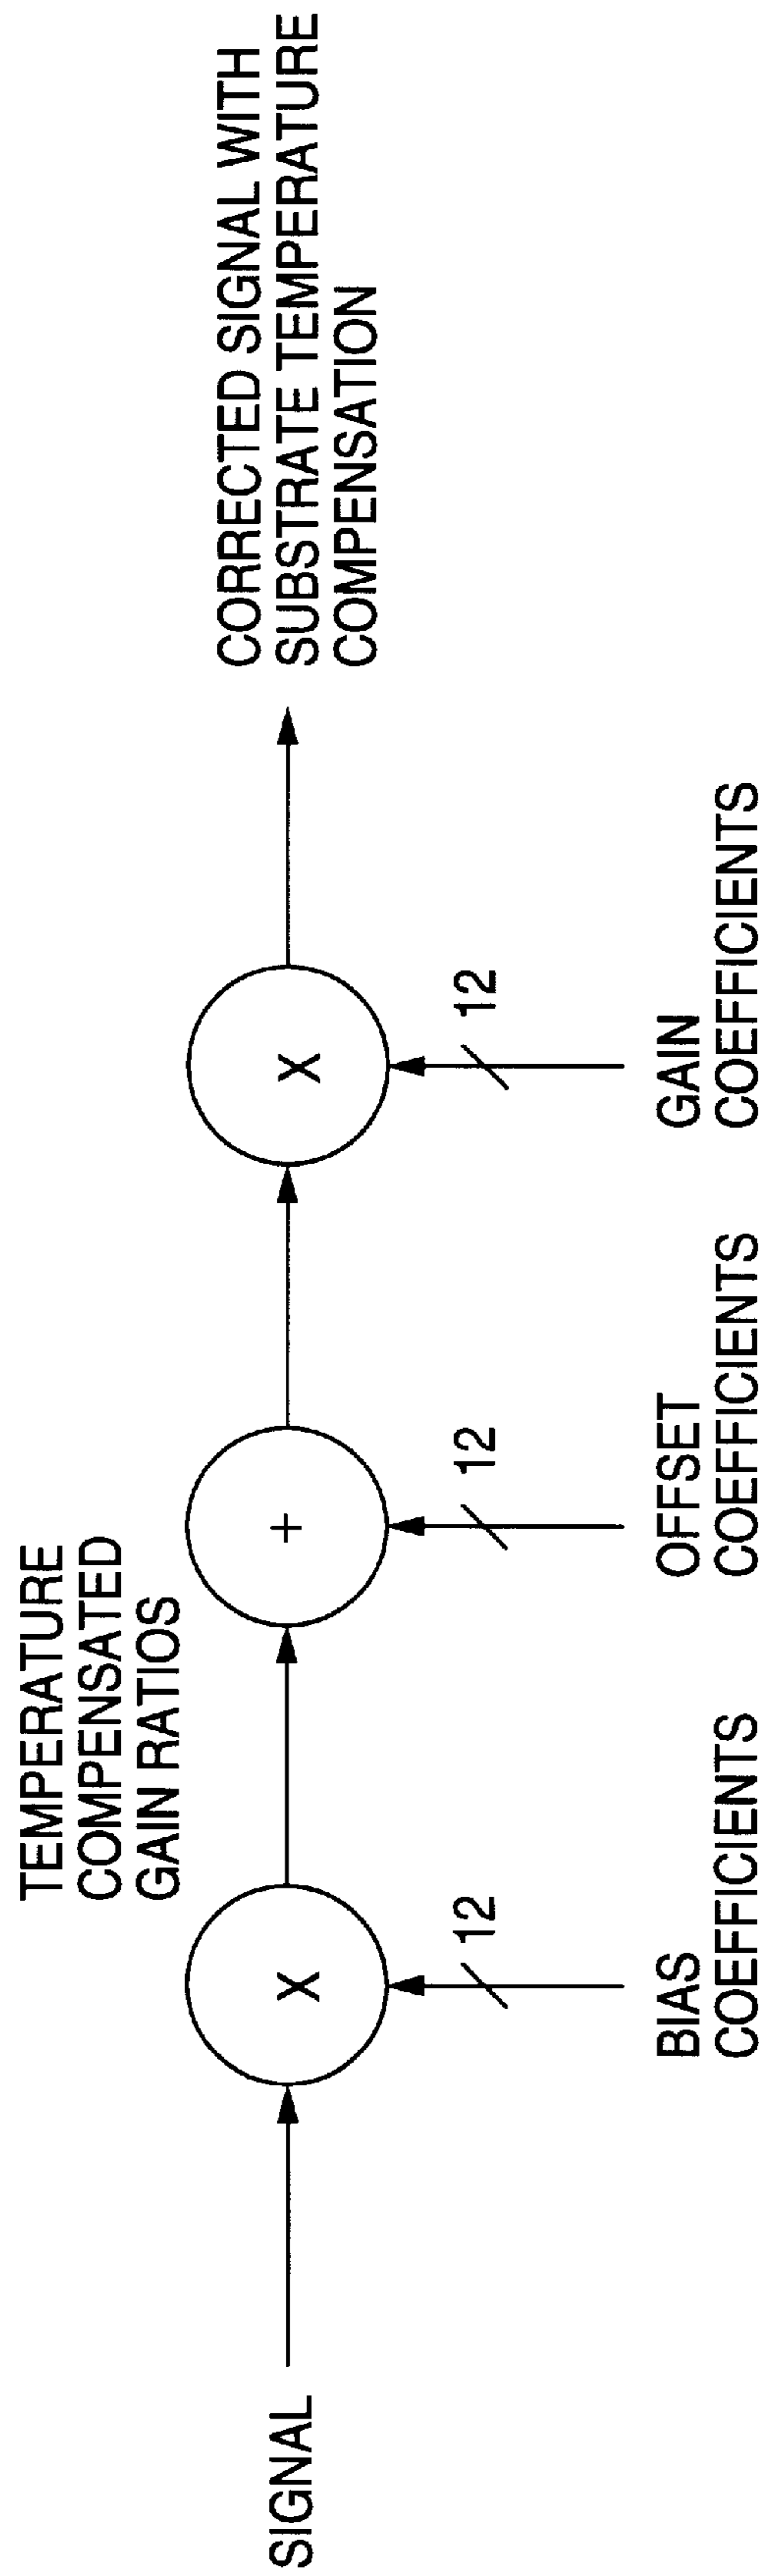 SIGNAL
X
TEMPERATURE
COMPENSATED
GAIN RATIOS
+
X
CORRECTED SIGNAL WITH
SUBSTRATE TEMPERATURE
COMPENSATION
12
12
12
BIAS
COEFFICIENTS
OFFSET
COEFFICIENTS
GAIN
COEFFICIENTS